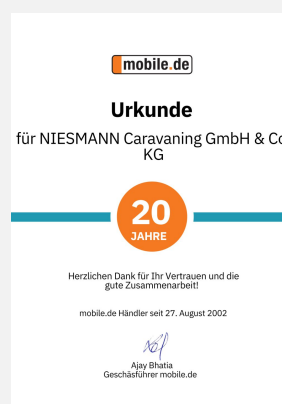 mobile.de
Urkunde
für NIESMANN Caravaning GmbH & Co
KG
20
JAHRE
Herzlichen Dank für Ihr Vertrauen und die
gute Zusammenarbeit!
mobile.de Händler seit 27. August 2002
Ajay Bhatia
Geschäsführer mobile.de